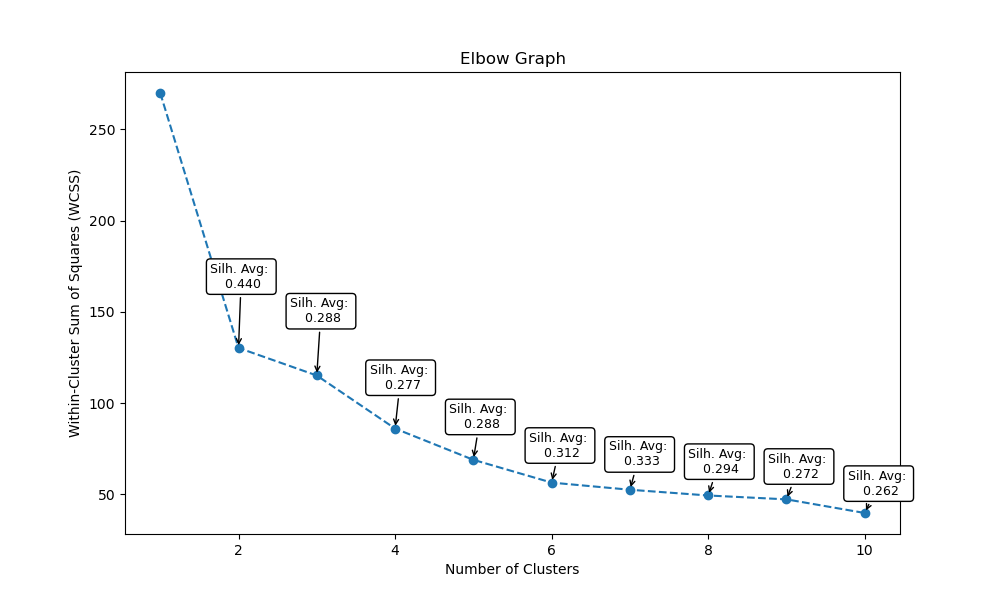 Elbow Graph
Within-Cluster Sum of Squares (WCSS)
250
200
150
100
50
Silh. Avg:
0.440
Silh. Avg:
0.288
Silh. Avg:
0.277
Silh. Avg:
0.288
Silh. Avg:
0.312
Silh. Avg:
0.333
Silh. Avg:
0.294
Silh. Avg:
0.272
Silh. Avg:
0.262
2
4
6
8
10
Number of Clusters